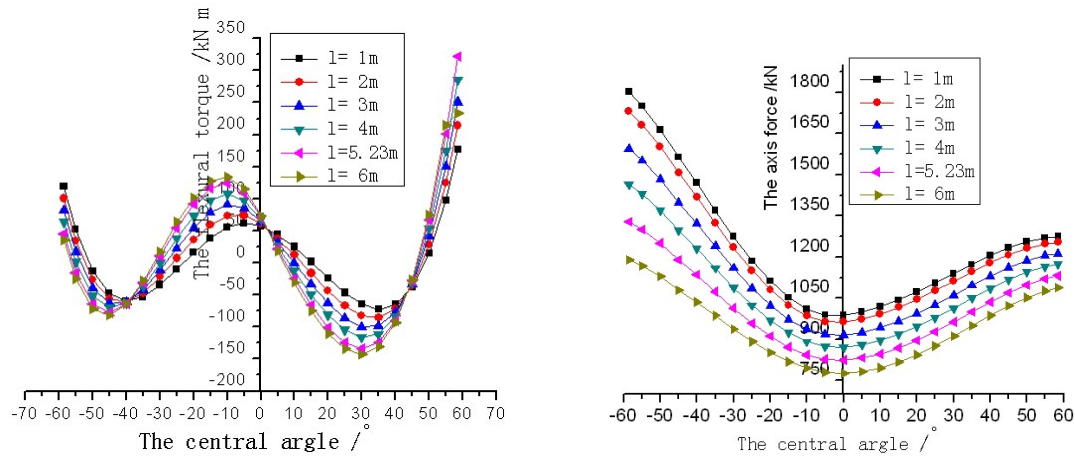 350
300
250
200
150
100
50
0
-50
-100
-150
-200
The flexural torque /kN m
l= 1m
l= 2m
l= 3m
l= 4m
l=5.23m
l= 6m
-70 -60 -50 -40 -30 -20 -10 0 10 20 30 40 50 60 70
The central angle /°
1800
1650
1500
1350
1200
1050
900
750
The axis force /kN
l= 1m
l= 2m
l= 3m
l= 4m
l=5.23m
l= 6m
-60 -50 -40 -30 -20 -10 0 10 20 30 40 50 60
The central angle /°